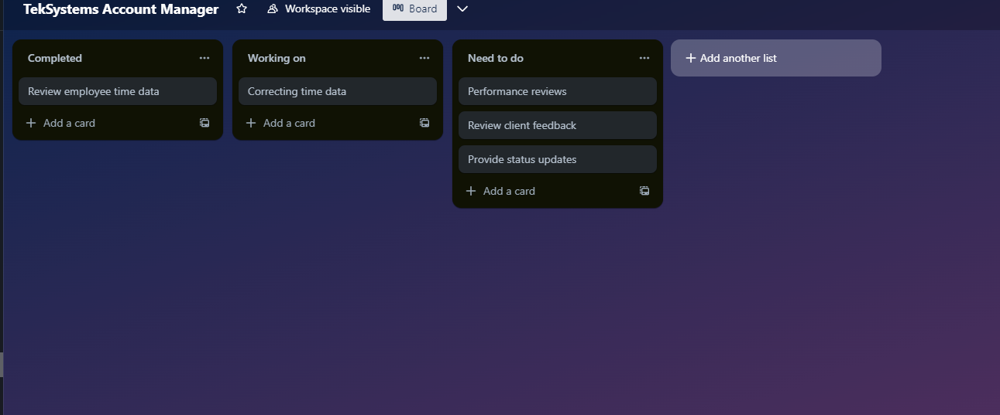 TekSystems Account Manager
Workspace visible
Board
Completed
Review employee time data
Add a card
Working on
Correcting time data
Add a card
Need to do
Performance reviews
Review client feedback
Provide status updates
Add a card
Add another list